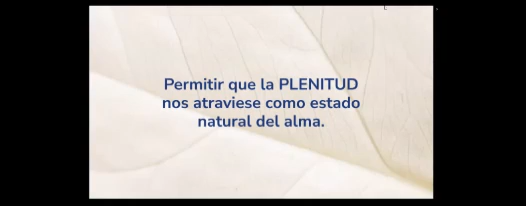 Permitir que la PLENITUD
nos atraviese como estado
natural del alma.